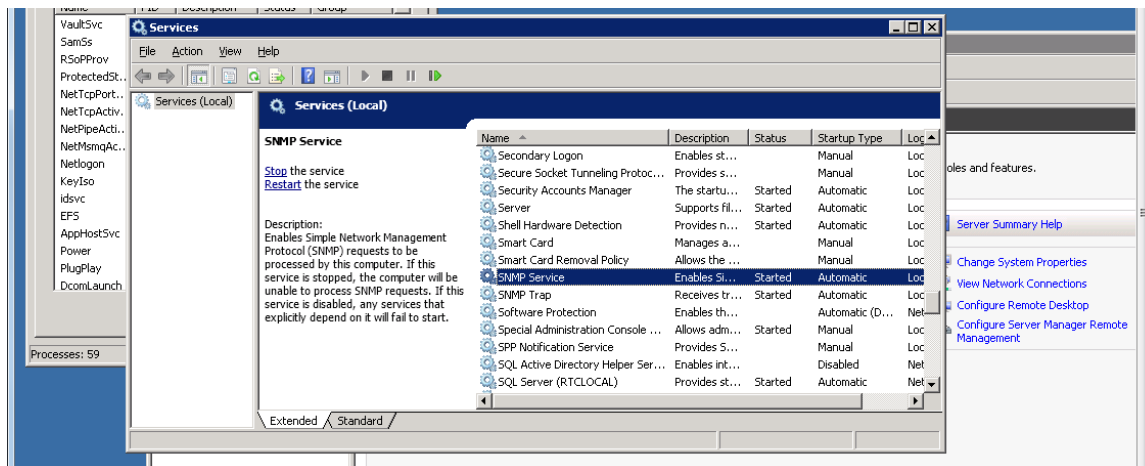 Name PID Description Status Group
VaultSvc
SamSs
RSoPProv
ProtectedSt...
NetTcpPort...
NetTcpActiv...
NetPipeActi...
NetMsmqAc...
Netlogon
KeyIso
idsvc
EFS
AppHostSvc
Power
PlugPlay
DcomLaunch
Processes: 59
Services
File Action View Help
Services (Local)
Services (Local)
SNMP Service
Stop the service
Restart the service
Description:
Enables Simple Network Management
Protocol (SNMP) requests to be
processed by this computer. If this
service is stopped, the computer will be
unable to process SNMP requests. If this
service is disabled, any services that
explicitly depend on it will fail to start.
Name Description Status Startup Type Log
Secondary Logon Enables st... Manual Loc
Secure Socket Tunneling Protoc... Provides s... Manual Loc
Security Accounts Manager The startu... Started Automatic Loc
Server Supports fil... Started Automatic Loc
Shell Hardware Detection Provides n... Started Automatic Loc
Smart Card Manages a... Manual Loc
Smart Card Removal Policy Allows the ... Manual Loc
SNMP Service Enables Si... Started Automatic Loc
SNMP Trap Receives tr... Started Automatic Loc
Software Protection Enables th... Automatic (D... Net
Special Administration Console ... Allows adm... Started Manual Loc
SPP Notification Service Provides S... Manual Loc
SQL Active Directory Helper Ser... Enables int... Disabled Net
SQL Server (RTCLOCAL) Provides st... Started Automatic Net
Extended Standard
oles and features.
Server Summary Help
Change System Properties
View Network Connections
Configure Remote Desktop
Configure Server Manager Remote
Management